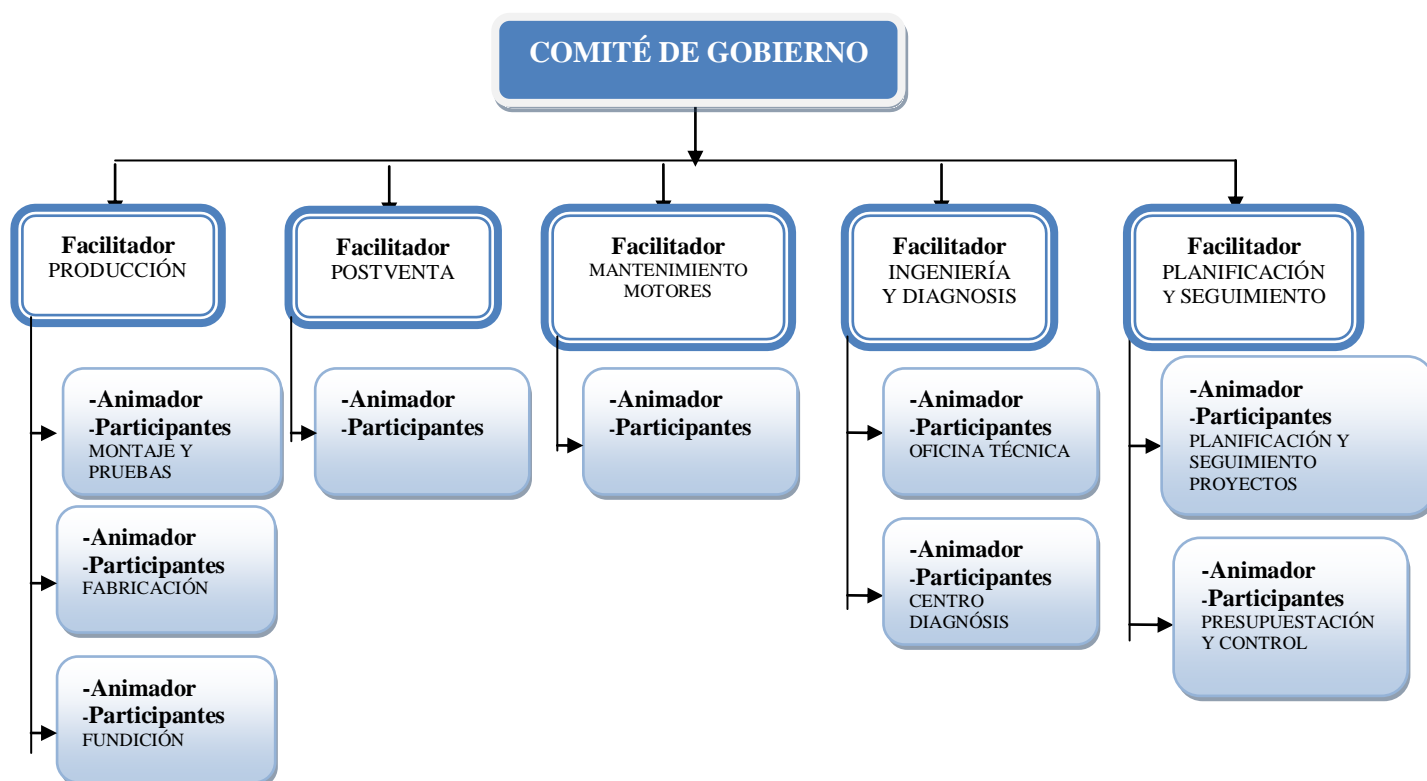 COMITÉ DE GOBIERNO
Facilitador
PRODUCCIÓN
Facilitador
POSTVENTA
Facilitador
MANTENIMIENTO
MOTORES
Facilitador
INGENIERÍA
Y DIAGNOSIS
Facilitador
PLANIFICACIÓN
Y SEGUIMIENTO
-Animador
-Participantes
MONTAJE Y
PRUEBAS
-Animador
-Participantes
FABRICACIÓN
-Animador
-Participantes
FUNDICIÓN
-Animador
-Participantes
-Animador
-Participantes
-Animador
-Participantes
OFICINA TÉCNICA
-Animador
-Participantes
CENTRO
DIAGNÓSIS
-Animador
-Participantes
PLANIFICACIÓN Y
SEGUIMIENTO
PROYECTOS
-Animador
-Participantes
PRESUPUESTACIÓN
Y CONTROL